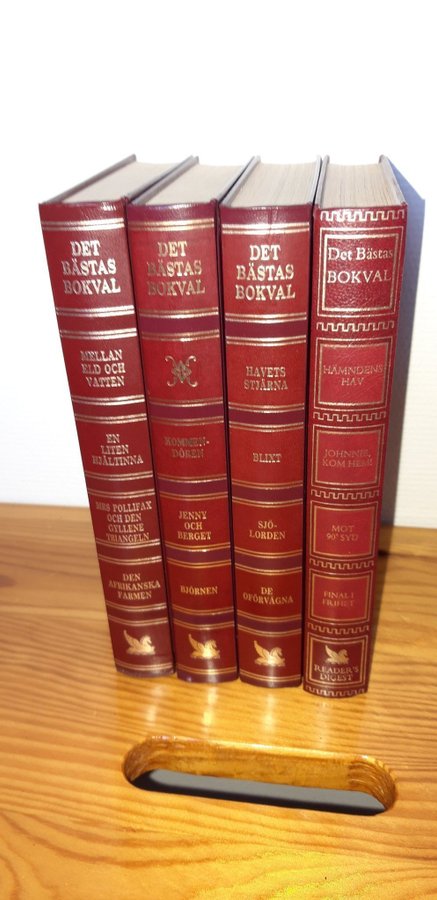 DET
BÄSTAS
BOKVAL
MELLAN
ELD OCH
VATTEN
EN
LITEN
HJÄLTINNA
MRS POLLIFAX
OCH DEN
GYLLENE
TRIANGELN
DEN
AFRIKANSKA
FARMEN
DET
BÄSTAS
BOKVAL
KOMMEN-
DÖREN
JENNY
OCH
BERGET
BJÖRNEN
DET
BÄSTAS
BOKVAL
HAVETS
STJÄRNA
BLIXT
SJÖ-
LORDEN
DE
OFÖRVÄGNA
Det Bästas
BOKVAL
HÄMNDENS
HAV
JOHNNIE,
KOM HEM!
MOT
90° SYD
FINAL I
FRIHET
READER'S
DIGEST